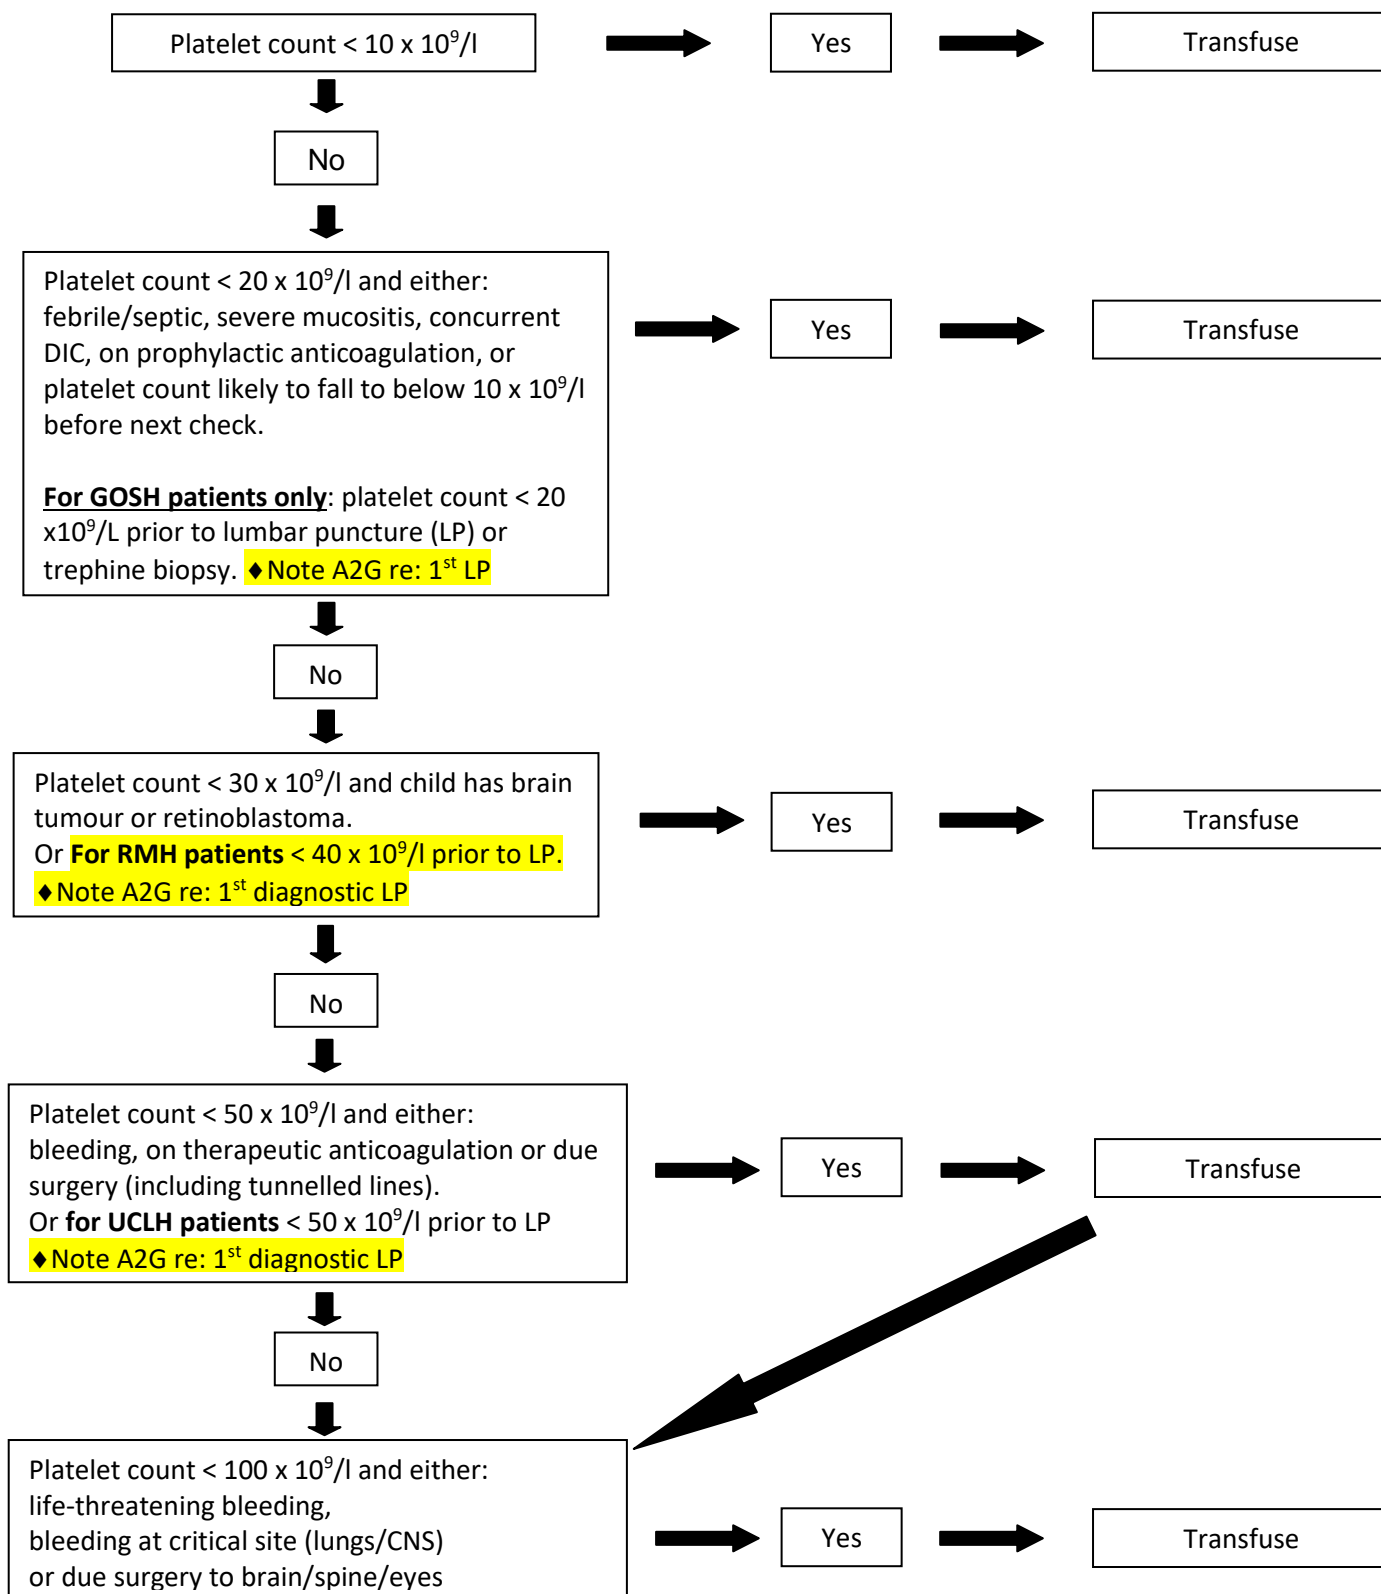 Platelet count < 10 x 10⁹/l
Yes
Transfuse
No
Platelet count < 20 x 10⁹/l and either:
febrile/septic, severe mucositis, concurrent
DIC, on prophylactic anticoagulation, or
platelet count likely to fall to below 10 x 10⁹/l
before next check.
For GOSH patients only: platelet count < 20
x10⁹/L prior to lumbar puncture (LP) or
trephine biopsy. ♦Note A2G re: 1st LP
Yes
Transfuse
No
Platelet count < 30 x 10⁹/l and child has brain
tumour or retinoblastoma.
Or For RMH patients < 40 x 10⁹/l prior to LP.
♦Note A2G re: 1st diagnostic LP
Yes
Transfuse
No
Platelet count < 50 x 10⁹/l and either:
bleeding, on therapeutic anticoagulation or due
surgery (including tunnelled lines).
Or for UCLH patients < 50 x 10⁹/l prior to LP
♦Note A2G re: 1st diagnostic LP
Yes
Transfuse
No
Platelet count < 100 x 10⁹/l and either:
life-threatening bleeding,
bleeding at critical site (lungs/CNS)
or due surgery to brain/spine/eyes
Yes
Transfuse